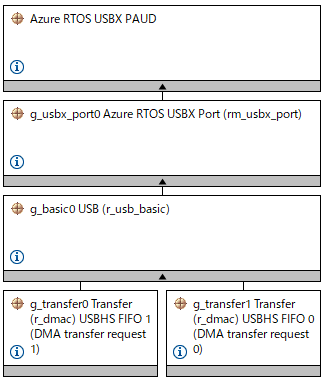 Azure RTOS USBX PAUD
g_usbx_port0 Azure RTOS USBX Port (rm_usbx_port)
g_basic0 USB (r_usb_basic)
g_transfer0 Transfer
(r_dmac) USBHS FIFO 1
(DMA transfer request
1)
g_transfer1 Transfer
(r_dmac) USBHS FIFO 0
(DMA transfer request
0)